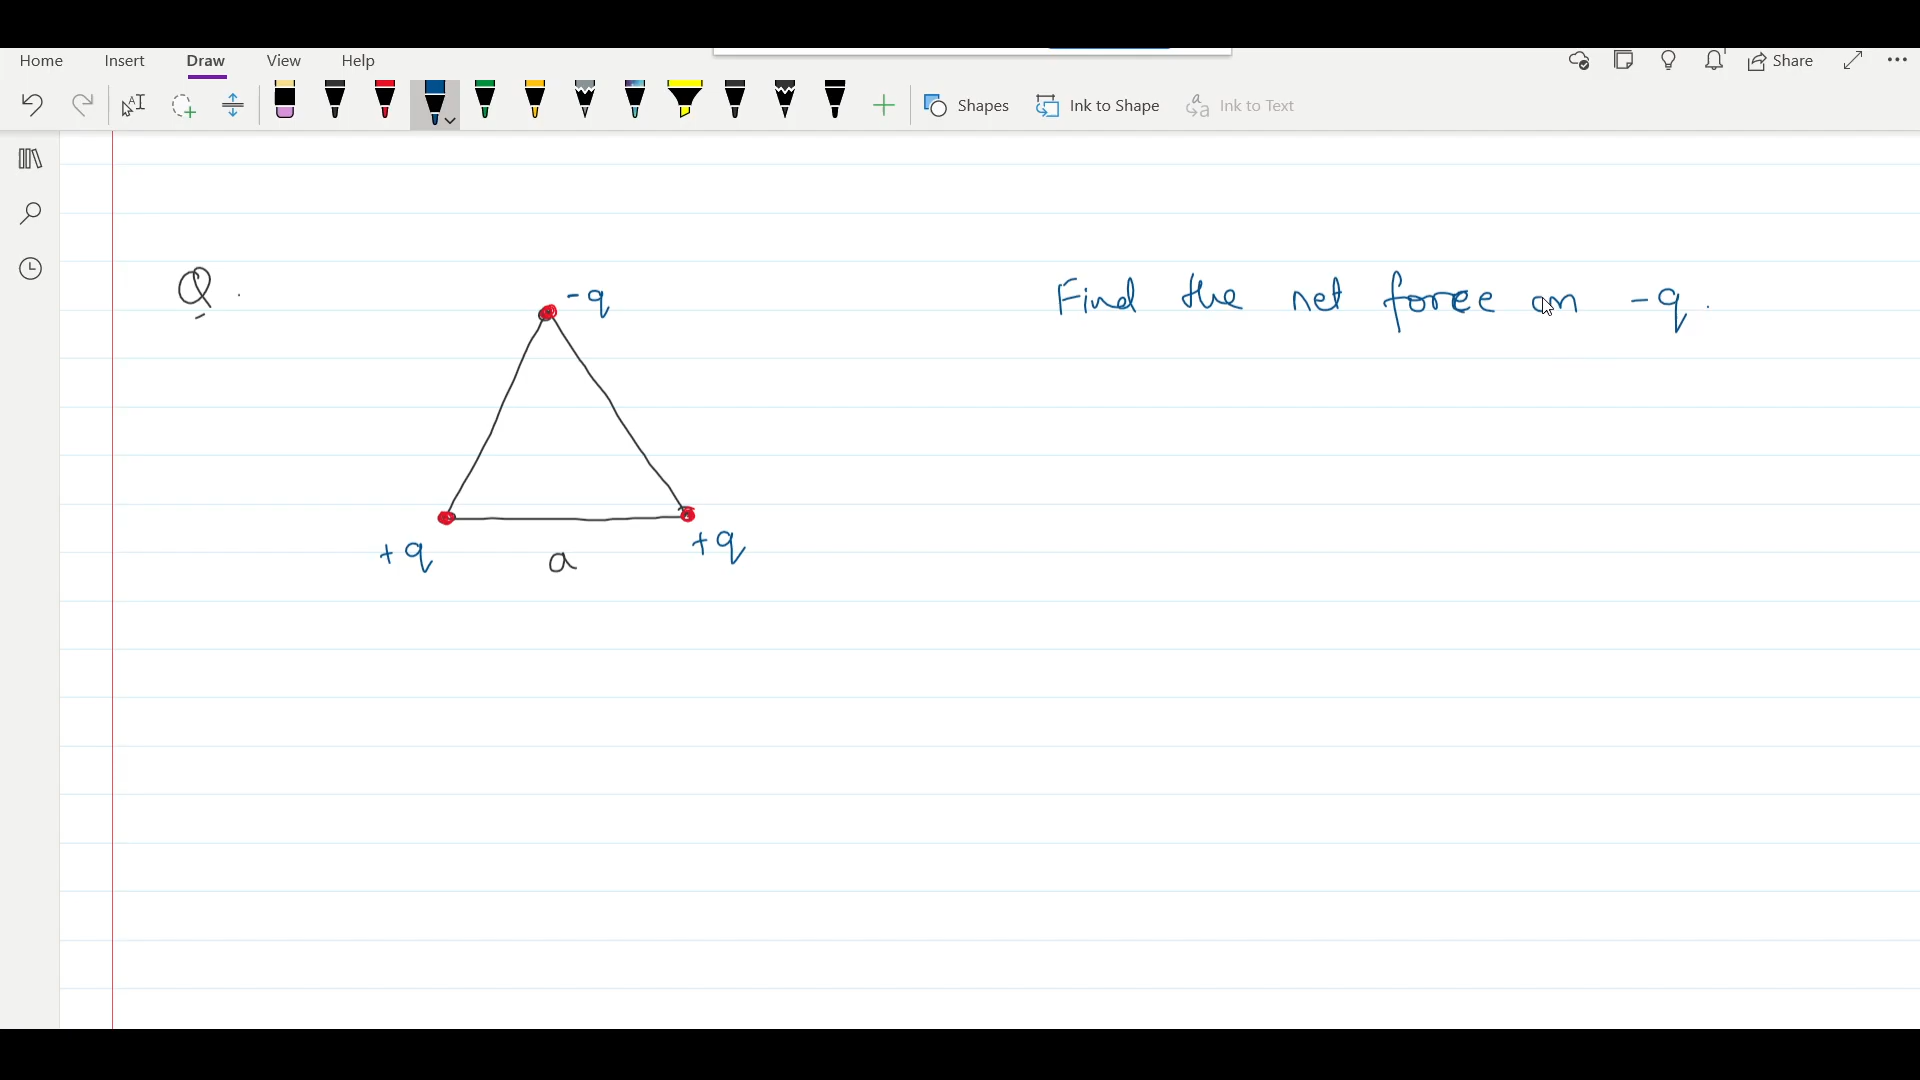 Home Insert Draw View Help Share
Shapes Ink to Shape Ink to Text
Q.
-q
Find the net force on -q.
+q
a
+q